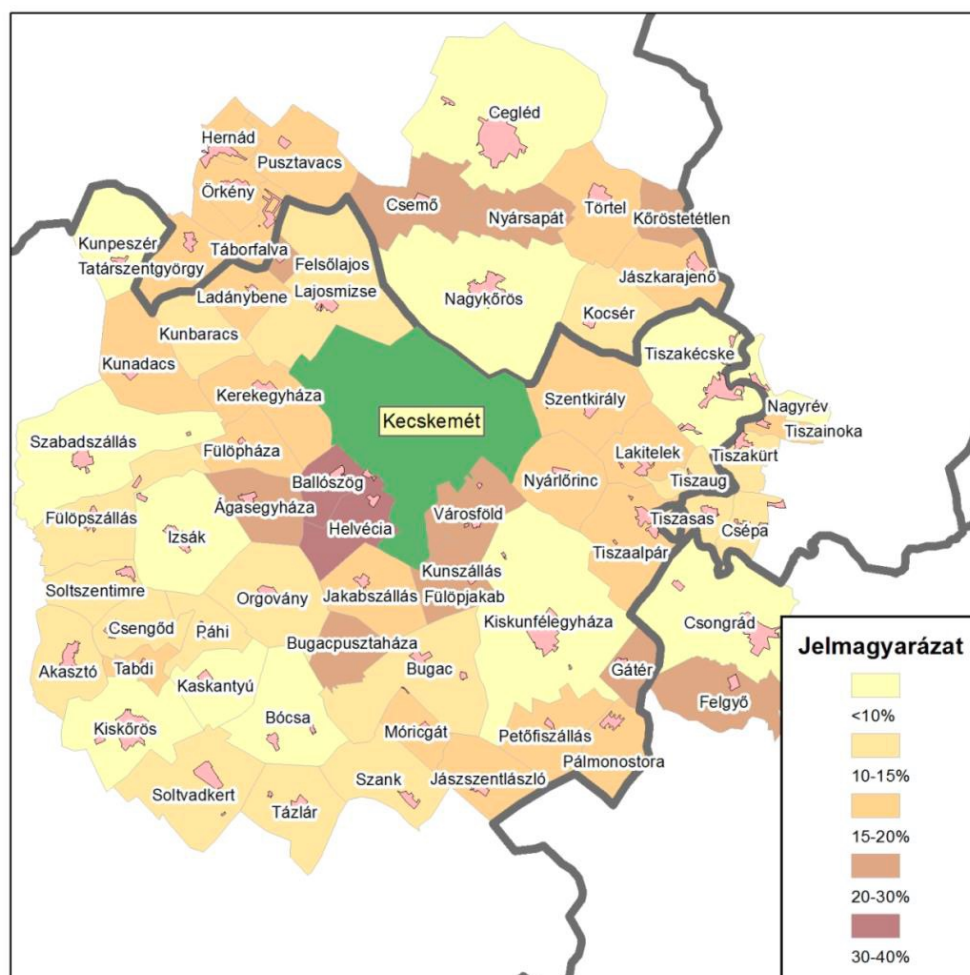 Cegléd
Hernád
Pusztavacs
Örkény
Csemő
Nyársapát
Törtel
Kőröstetétlen
Kunpeszér
Tatárszentgyörgy
Táborfalva
Felsőlajos
Jászkarajenő
Ladánybene
Lajosmizse
Nagykőrös
Kocsér
Kunbaracs
Kunadacs
Tiszakécske
Kerekegyháza
Szentkirály
Nagyrév
Kecskemét
Tiszainoka
Szabadszállás
Fülöpháza
Lakitelek
Tiszakürt
Ballószög
Nyárlőrinc
Tiszaug
Ágasegyháza
Városföld
Fülöpszállás
Izsák
Helvécia
Tiszasas
Csépa
Tiszaalpár
Kunszállás
Soltszentimre
Orgovány
Jakabszállás
Fülöpjakab
Csengőd
Páhi
Kiskunfélegyháza
Csongrád
Bugacpusztaháza
Akasztó
Tabdi
Bugac
Gátér
Kaskantyú
Felgyő
Kiskőrös
Bócsa
Móricgát
Petőfiszállás
Pálmonostora
Soltvadkert
Szank
Jászszentlászló
Tázlár
Jelmagyarázat
<10%
10-15%
15-20%
20-30%
30-40%